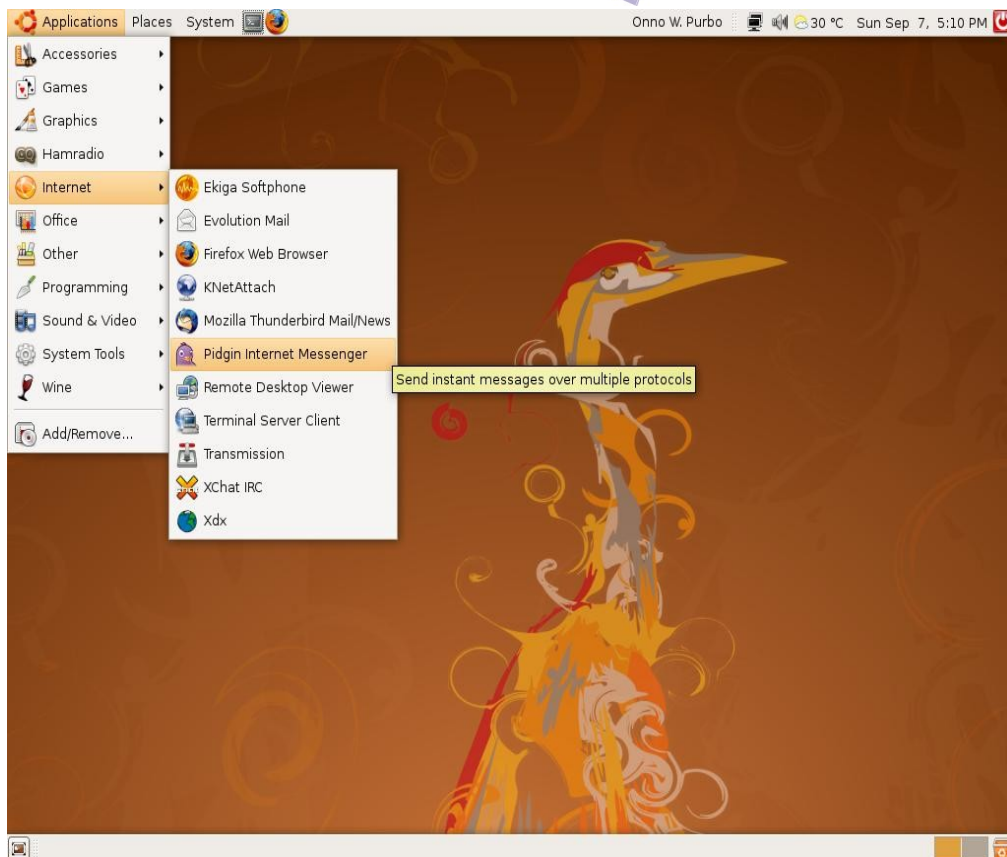 Applications Places System Onno W. Purbo 30 °C Sun Sep 7, 5:10 PM
Accessories
Games
Graphics
Hamradio
Internet
Office
Other
Programming
Sound & Video
System Tools
Wine
Add/Remove...
Ekiga Softphone
Evolution Mail
Firefox Web Browser
KNetAttach
Mozilla Thunderbird Mail/News
Pidgin Internet Messenger
Remote Desktop Viewer
Terminal Server Client
Transmission
XChat IRC
Xdx
Send instant messages over multiple protocols